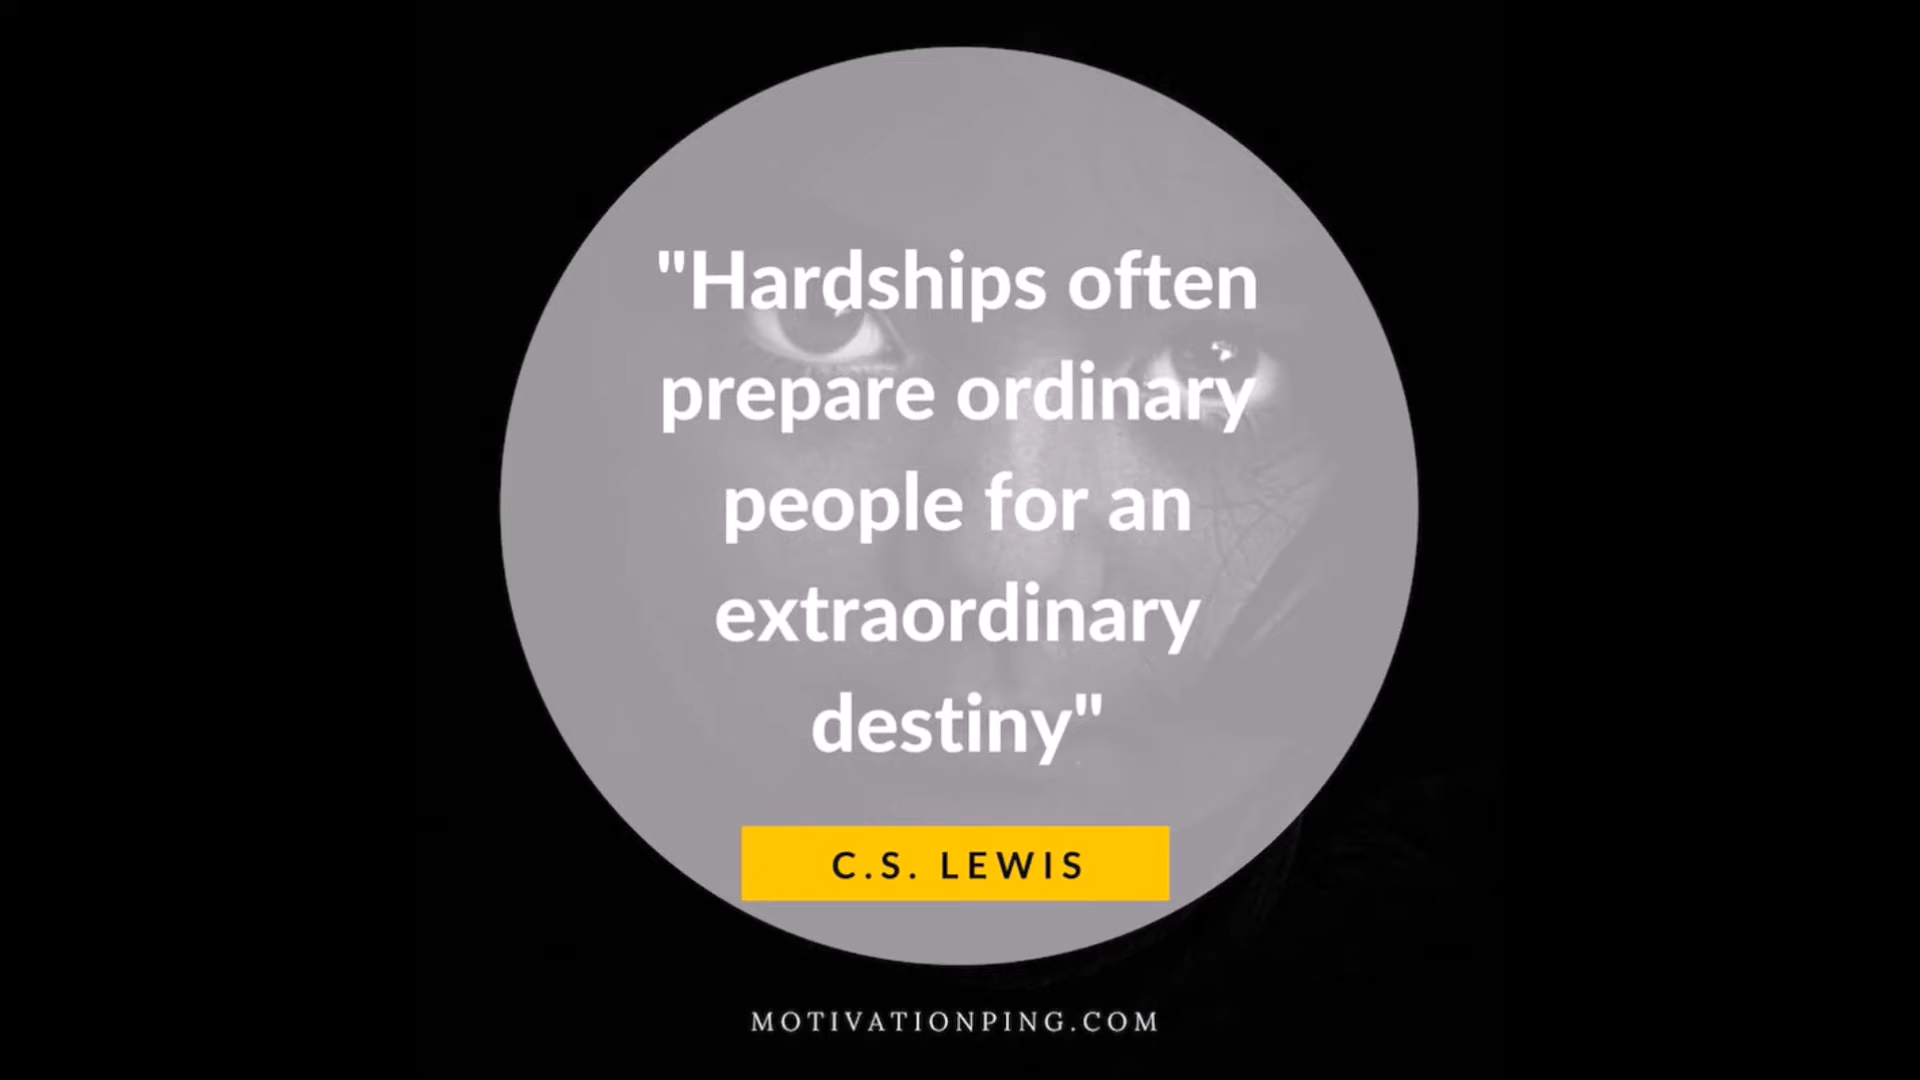 "Hardships often
prepare ordinary
people for an
extraordinary
destiny"
C.S. LEWIS
MOTIVATIONPING.COM